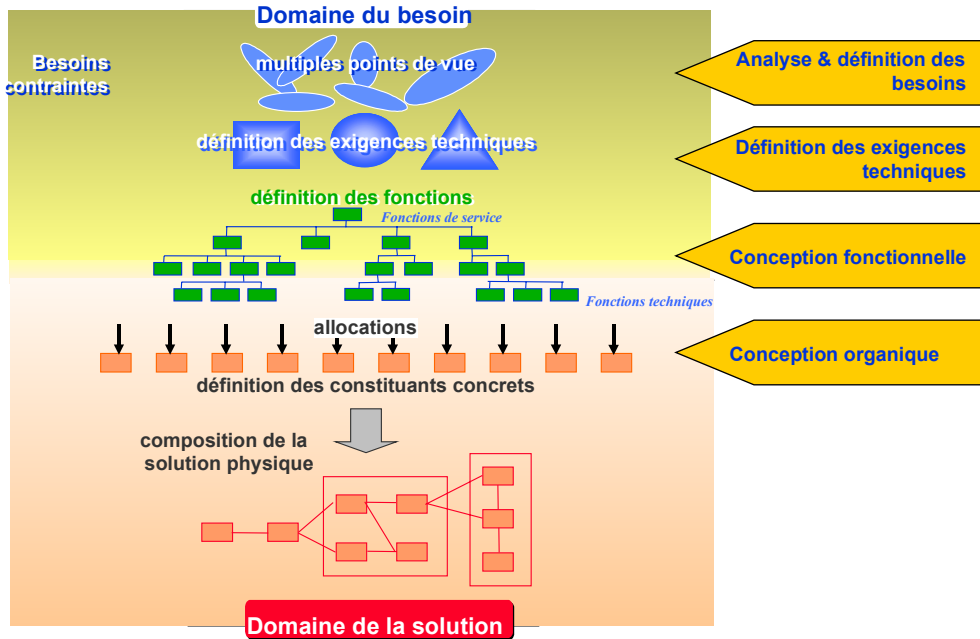 Domaine du besoin
Besoins
contraintes
multiples points de vue
Analyse & définition des
besoins
définition des exigences techniques
Définition des exigences
techniques
définition des fonctions
Fonctions de service
Conception fonctionnelle
Fonctions techniques
allocations
Conception organique
définition des constituants concrets
composition de la
solution physique
Domaine de la solution